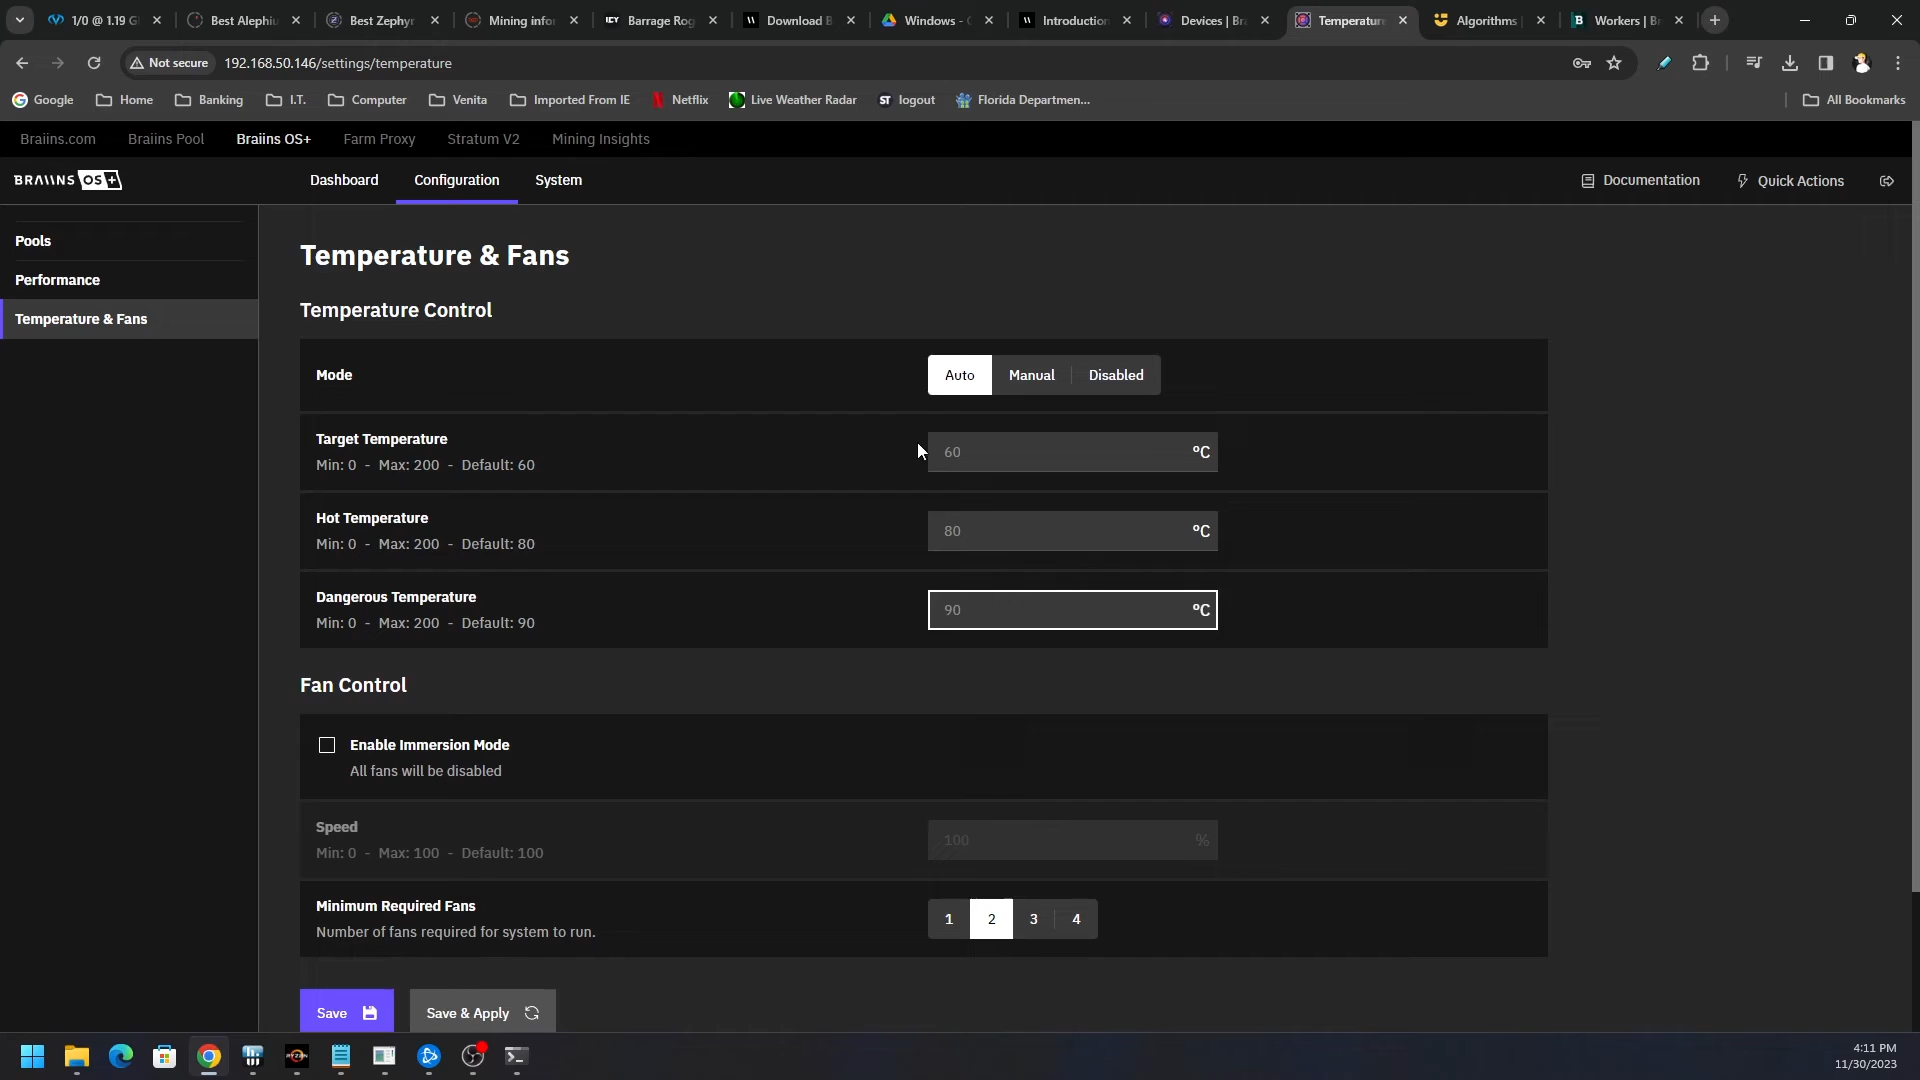 1/0 @ 1.19 G
Best Alephiu
Best Zephyr
Mining infor
ICY Barrage Rog
Download B
Windows - G
Introduction
Devices | Bra
Temperature
Algorithms |
B Workers | Br
Not secure 192.168.50.146/settings/temperature
Google Home Banking I.T. Computer Venita Imported From IE Netflix Live Weather Radar ST logout Florida Departmen... All Bookmarks
Braiins.com Braiins Pool Braiins OS+ Farm Proxy Stratum V2 Mining Insights
BRAIINS OS+ Dashboard Configuration System Documentation Quick Actions
Pools
Performance
Temperature & Fans
Temperature & Fans
Temperature Control
Mode Auto Manual Disabled
Target Temperature
Min: 0 - Max: 200 - Default: 60
60 °C
Hot Temperature
Min: 0 - Max: 200 - Default: 80
80 °C
Dangerous Temperature
Min: 0 - Max: 200 - Default: 90
90 °C
Fan Control
Enable Immersion Mode
All fans will be disabled
Speed
Min: 0 - Max: 100 - Default: 100
100 %
Minimum Required Fans
Number of fans required for system to run.
1 2 3 4
Save Save & Apply
RYZEN
4:11 PM
11/30/2023